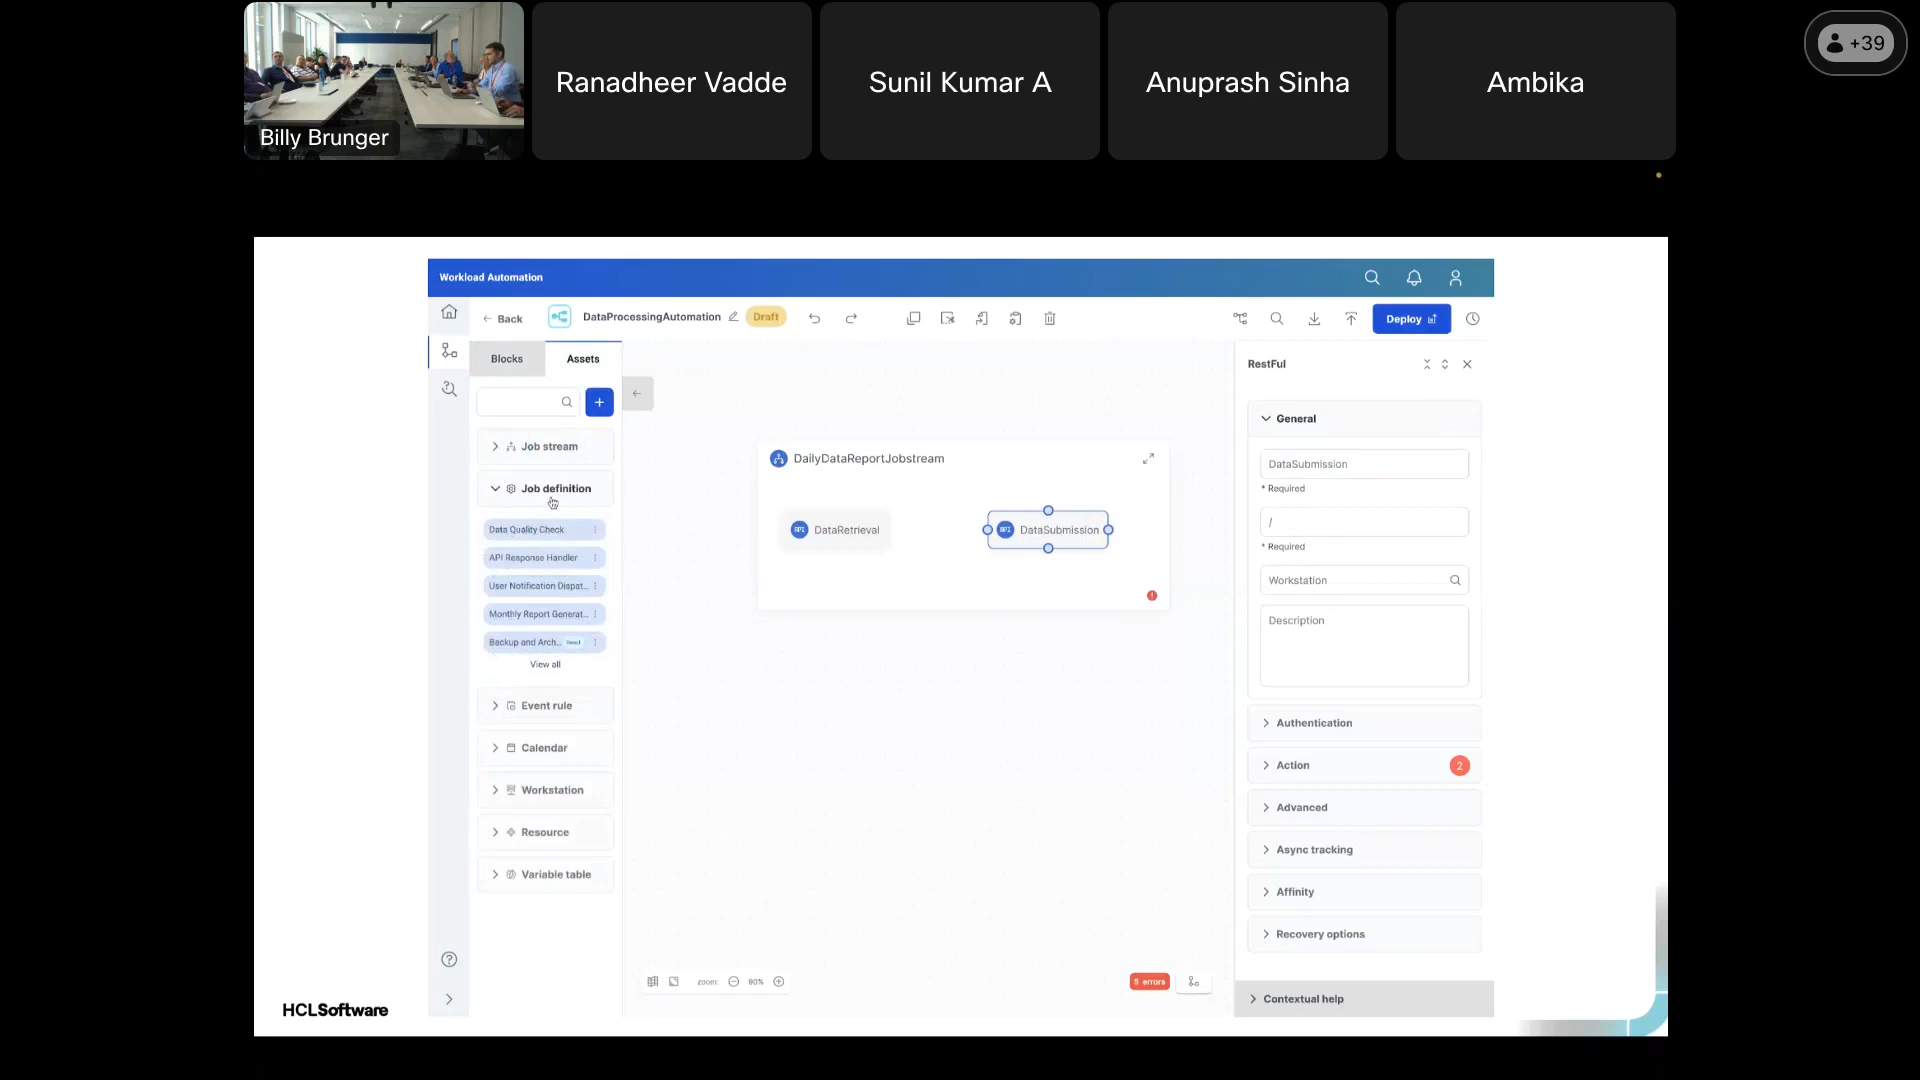 Billy Brunger
Ranadheer Vadde
Sunil Kumar A
Anuprash Sinha
Ambika
+39
Workload Automation
Back
DataProcessingAutomation
Draft
Deploy
Blocks
Assets
Job stream
Job definition
Data Quality Check
API Response Handler
User Notification Dispat...
Monthly Report Generat...
Backup and Arch...
View all
Event rule
Calendar
Workstation
Resource
Variable table
DailyDataReportJobstream
API DataRetrieval
API DataSubmission
zoom: 90%
5 errors
RestFul
General
DataSubmission
* Required
/
* Required
Workstation
Description
Authentication
Action 2
Advanced
Async tracking
Affinity
Recovery options
Contextual help
HCLSoftware